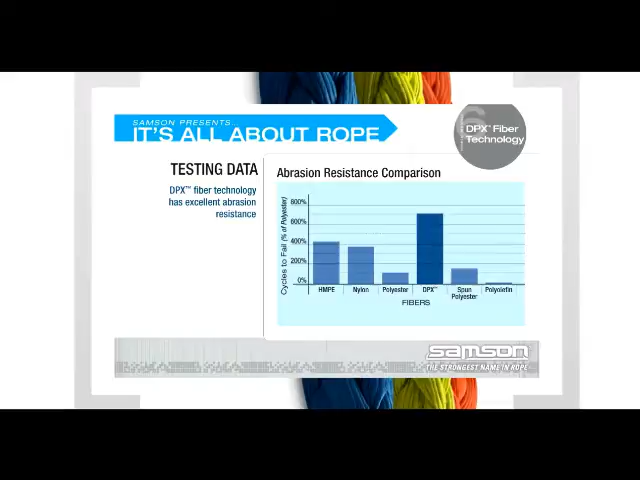 SAMSON PRESENTS...
IT'S ALL ABOUT ROPE
DPX™ Fiber
Technology
TESTING DATA
DPX™ fiber technology
has excellent abrasion
resistance
Abrasion Resistance Comparison
Cycles to Fail (% of Polyester)
800%
600%
400%
200%
0%
HMPE
Nylon
Polyester
DPX™
Spun
Polyester
Polyolefin
FIBERS
SAMSON
THE STRONGEST NAME IN ROPE